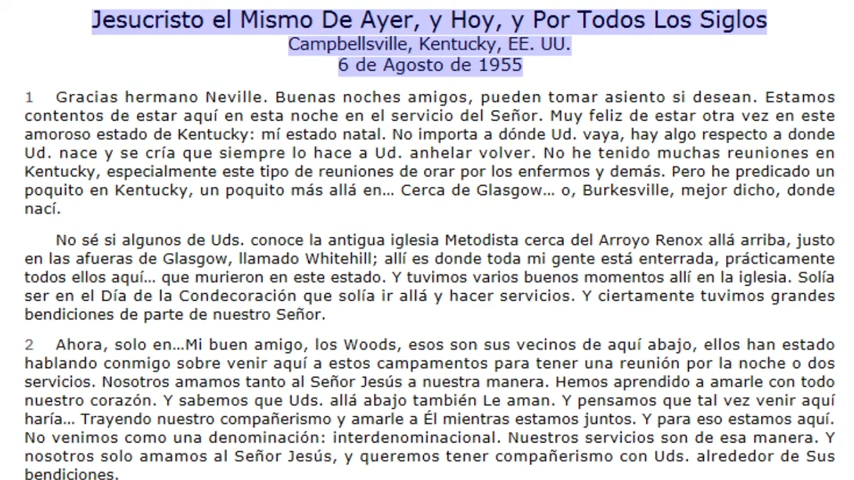 Jesucristo el Mismo De Ayer, y Hoy, y Por Todos Los Siglos
Campbellsville, Kentucky, EE. UU.
6 de Agosto de 1955
1 Gracias hermano Neville. Buenas noches amigos, pueden tomar asiento si desean. Estamos
contentos de estar aquí en esta noche en el servicio del Señor. Muy feliz de estar otra vez en este
amoroso estado de Kentucky: mí estado natal. No importa a dónde Ud. vaya, hay algo respecto a donde
Ud. nace y se cría que siempre lo hace a Ud. anhelar volver. No he tenido muchas reuniones en
Kentucky, especialmente este tipo de reuniones de orar por los enfermos y demás. Pero he predicado un
poquito en Kentucky, un poquito más allá en... Cerca de Glasgow... o, Burkesville, mejor dicho, donde
nací.
No sé si algunos de Uds. conoce la antigua iglesia Metodista cerca del Arroyo Renox allá arriba, justo
en las afueras de Glasgow, llamado Whitehill; allí es donde toda mi gente está enterrada, prácticamente
todos ellos aquí... que murieron en este estado. Y tuvimos varios buenos momentos allí en la iglesia. Solía
ser en el Día de la Condecoración que solía ir allá y hacer servicios. Y ciertamente tuvimos grandes
bendiciones de parte de nuestro Señor.
2 Ahora, solo en...Mi buen amigo, los Woods, esos son sus vecinos de aquí abajo, ellos han estado
hablando conmigo sobre venir aquí a estos campamentos para tener una reunión por la noche o dos
servicios. Nosotros amamos tanto al Señor Jesús a nuestra manera. Hemos aprendido a amarle con todo
nuestro corazón. Y sabemos que Uds. allá abajo también Le aman. Y pensamos que tal vez venir aquí
haría... Trayendo nuestro compañerismo y amarle a Él mientras estamos juntos. Y para eso estamos aquí.
No venimos como una denominación: interdenominacional. Nuestros servicios son de esa manera. Y
nosotros solo amamos al Señor Jesús, y queremos tener compañerismo con Uds. alrededor de Sus
bendiciones.